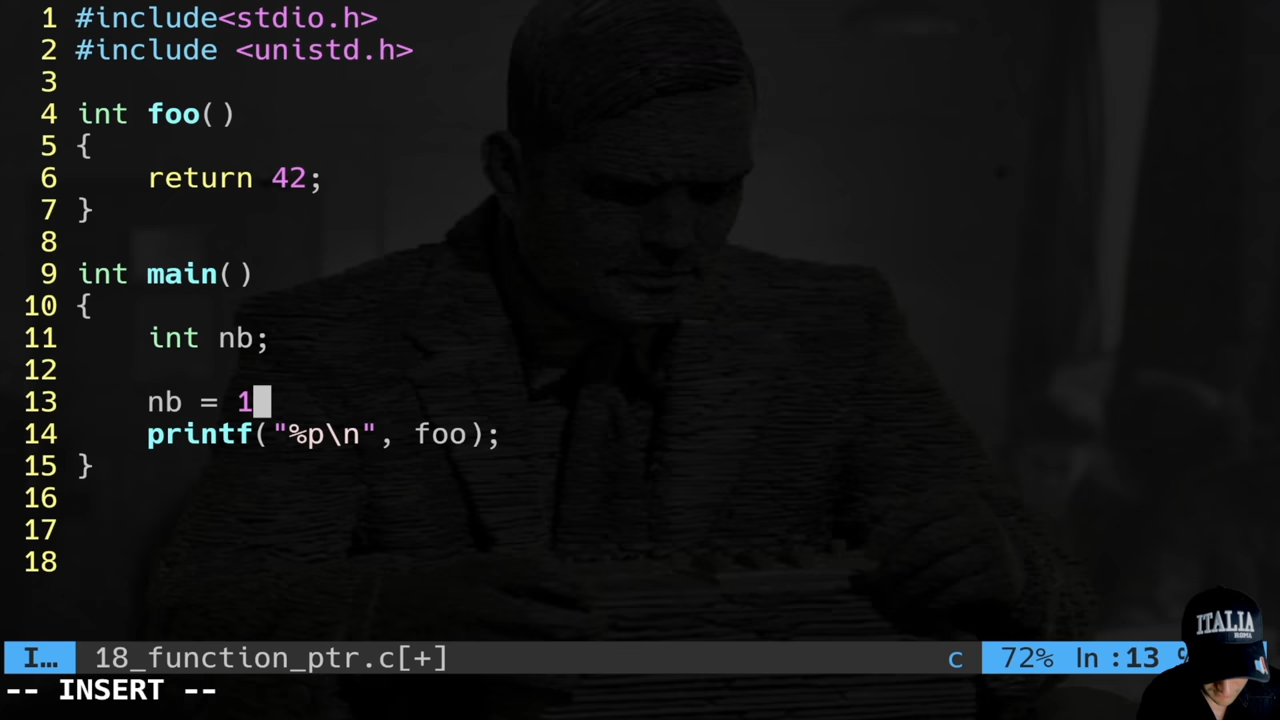 1 #include<stdio.h>
2 #include <unistd.h>
3
4 int foo()
5 {
6     return 42;
7 }
8
9 int main()
10 {
11     int nb;
12
13     nb = 1
14     printf("%p\n", foo);
15 }
16
17
18
I… 18_function_ptr.c[+] c 72% ln :13
-- INSERT --
ITALIA
ROMA